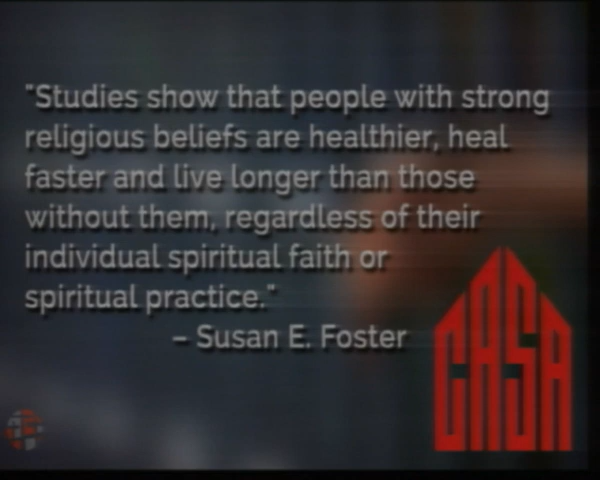 "Studies show that people with strong
religious beliefs are healthier, heal
faster and live longer than those
without them, regardless of their
individual spiritual faith or
spiritual practice."
– Susan E. Foster
CASA